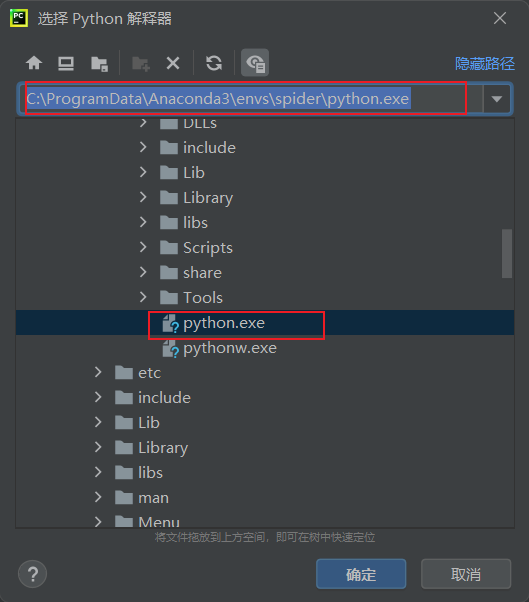 PC
选择 Python 解释器
隐藏路径
C:\ProgramData\Anaconda3\envs\spider\python.exe
DLLs
include
Lib
Library
libs
Scripts
share
Tools
python.exe
pythonw.exe
etc
include
Lib
Library
libs
man
Menu
将文件拖放到上方空间，即可在树中快速定位
?
确定
取消